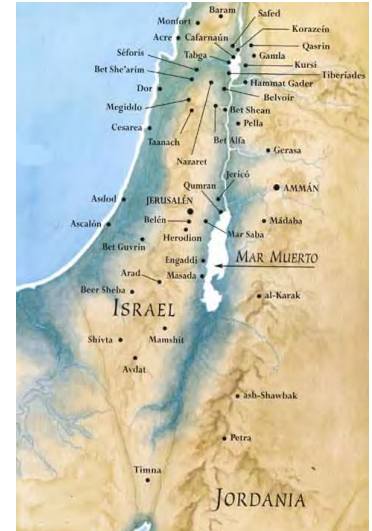 Baram
Safed
Monfort
Korazeín
Acre
Cafarnaún
Qasrin
Séforis
Tabga
Gamla
Bet She'arim
Kursi
Tiberíades
Dor
Hammat Gader
Megiddo
Belvoir
Bet Shean
Cesarea
Pella
Taanach
Bet Alfa
Nazaret
Gerasa
Qumran
Jericó
AMMÁN
Asdod
JERUSALÉN
Ascalón
Belén
Mádaba
Mar Saba
Bet Guvrin
Herodion
Engaddi
MAR MUERTO
Arad
Masada
Beer Sheba
ISRAEL
al-Karak
Shivta
Mamshit
Avdat
ash-Shawbak
Petra
Timna
JORDANIA